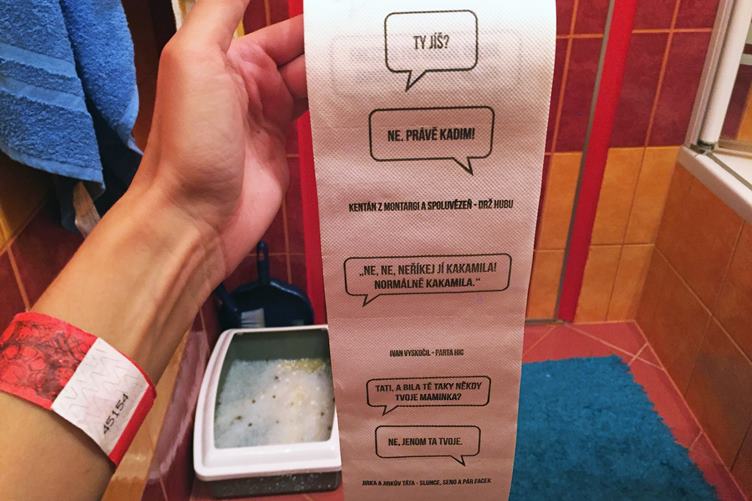 TY JÍŠ?
NE. PRÁVĚ KADIM!
KENTÁN Z MONTARGI A SPOLUVĚZEŇ - DRŽ HUBU
„NE, NE, NEŘÍKEJ JÍ KAKAMILA!
NORMÁLNĚ KAKAMILA.“
IVAN VYSKOČIL - PARTA HIC
TATI, A BILA TĚ TAKY NĚKDY
TVOJE MAMINKA?
NE, JENOM TA TVOJE.
JIRKA A JIRKŮV TÁTA - SLUNCE, SENO A PÁR FACEK
45154